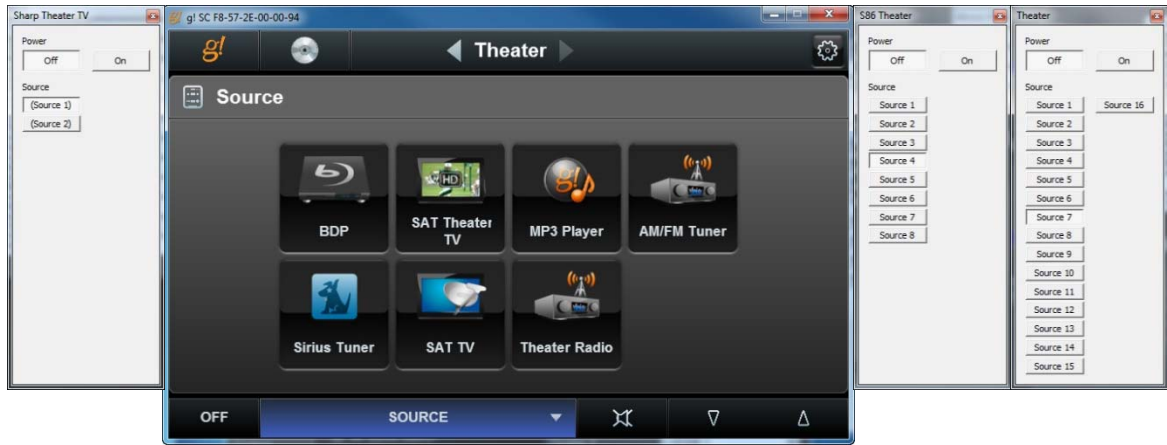 Sharp Theater TV
Power
Off On
Source
(Source 1)
(Source 2)
g! SC F8-57-2E-00-00-94
g!
Theater
Source
BDP
HD
SAT Theater TV
MP3 Player
AM/FM Tuner
Sirius Tuner
SAT TV
Theater Radio
OFF
SOURCE
S86 Theater
Power
Off On
Source
Source 1
Source 2
Source 3
Source 4
Source 5
Source 6
Source 7
Source 8
Theater
Power
Off On
Source
Source 1 Source 16
Source 2
Source 3
Source 4
Source 5
Source 6
Source 7
Source 8
Source 9
Source 10
Source 11
Source 12
Source 13
Source 14
Source 15